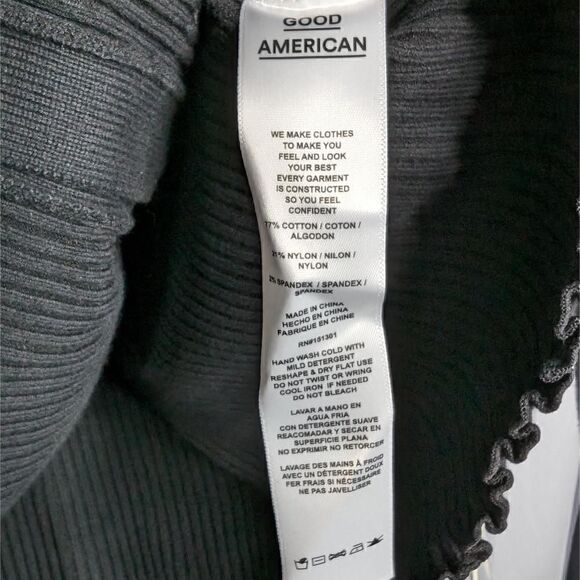 GOOD
AMERICAN
WE MAKE CLOTHES
TO MAKE YOU
FEEL AND LOOK
YOUR BEST
EVERY GARMENT
IS CONSTRUCTED
SO YOU FEEL
CONFIDENT
77% COTTON / COTON /
ALGODON
21% NYLON / NILON /
NYLON
2% SPANDEX / SPANDEX /
SPANDEX
MADE IN CHINA
HECHO EN CHINA
FABRIQUE EN CHINE
RN#151301
HAND WASH COLD WITH
MILD DETERGENT
RESHAPE & DRY FLAT USE
DO NOT TWIST OR WRING
COOL IRON IF NEEDED
DO NOT BLEACH
LAVAR A MANO EN
AGUA FRIA
CON DETERGENTE SUAVE
REACOMADAR Y SECAR EN
SUPERFICIE PLANA
NO EXPRIMIR NO RETORCER
LAVAGE DES MAINS À FROID
AVEC UN DÉTERGENT DOUX
FER FRAIS SI NÉCESSAIRE
NE PAS JAVELLISER